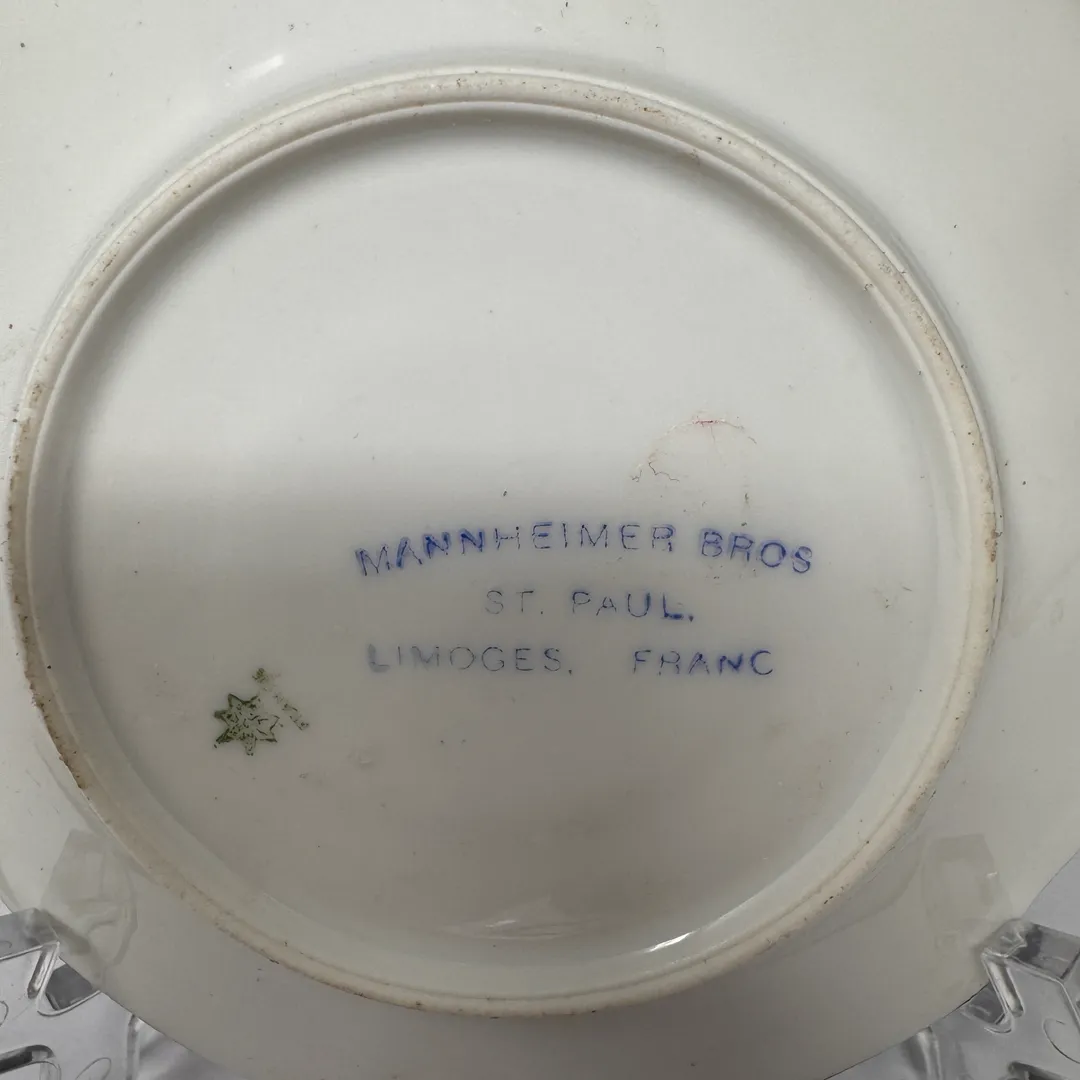 MANNHEIMER BROS
ST. PAUL.
LIMOGES. FRANC